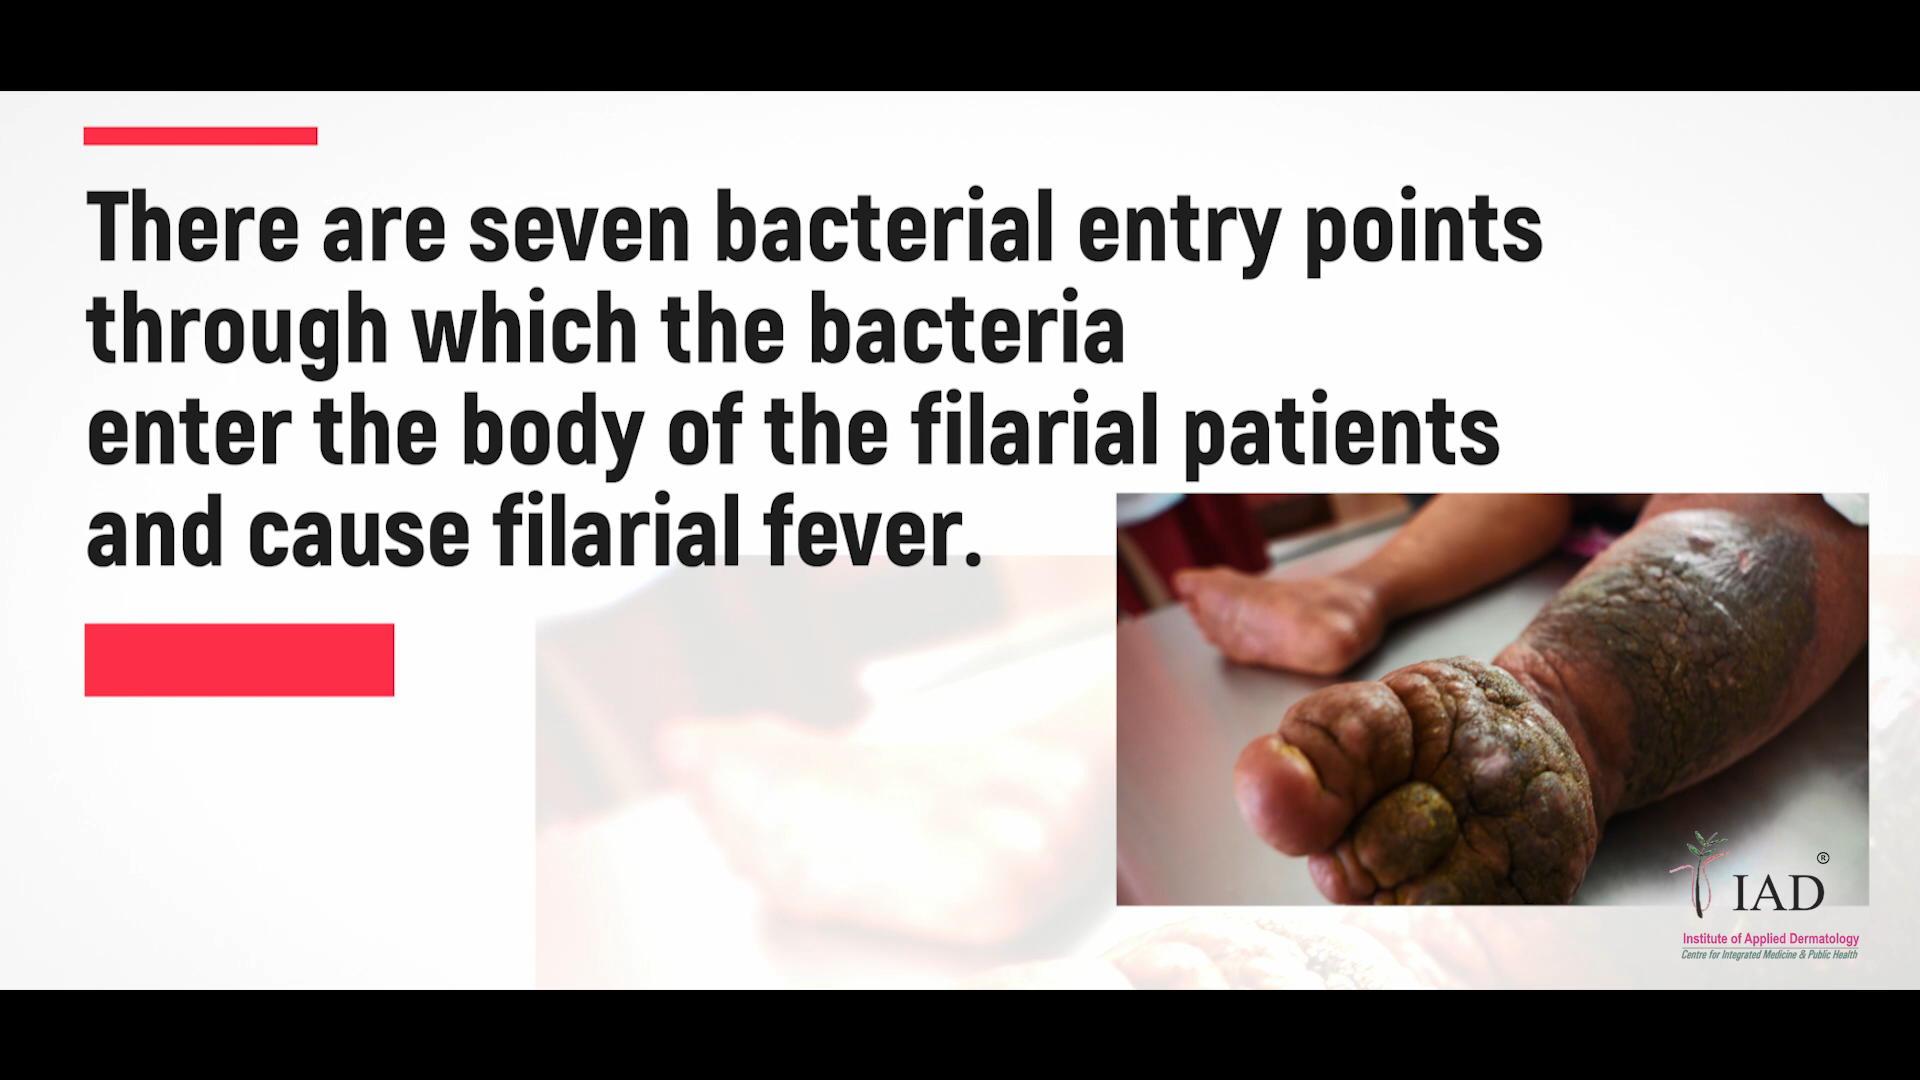 There are seven bacterial entry points
through which the bacteria
enter the body of the filarial patients
and cause filarial fever.
IAD®
Institute of Applied Dermatology
Centre for Integrated Medicine & Public Health